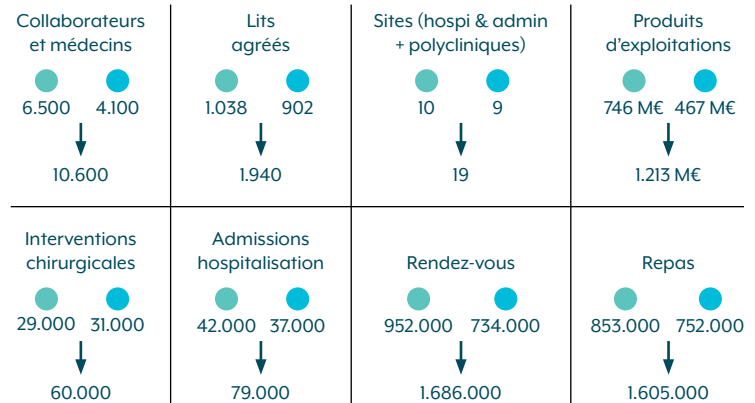 Collaborateurs
et médecins
6.500 4.100
10.600
Lits
agréés
1.038 902
1.940
Sites (hospi & admin
+ polycliniques)
10 9
19
Produits
d'exploitations
746 M€ 467 M€
1.213 M€
Interventions
chirurgicales
29.000 31.000
60.000
Admissions
hospitalisation
42.000 37.000
79.000
Rendez-vous
952.000 734.000
1.686.000
Repas
853.000 752.000
1.605.000